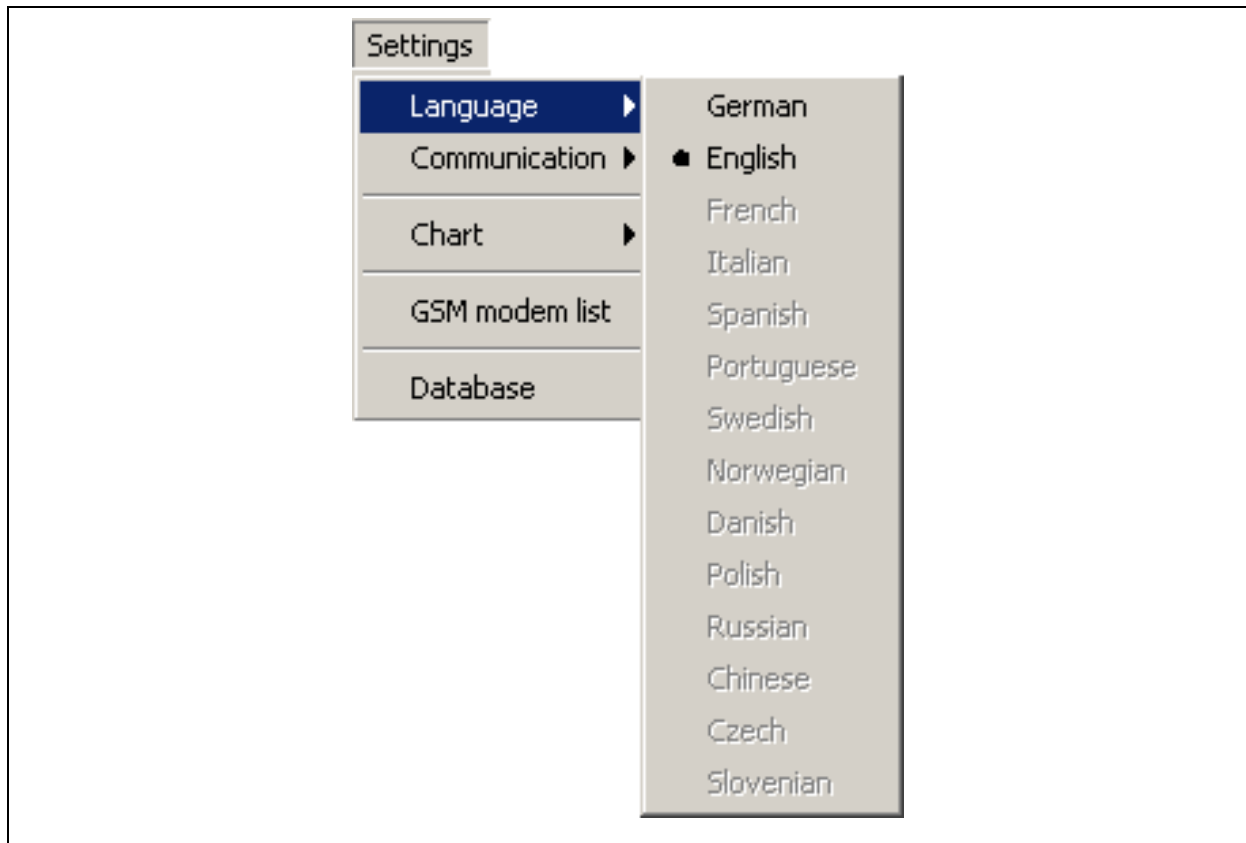 Settings
Language
Communication
Chart
GSM modem list
Database
German
English
French
Italian
Spanish
Portuguese
Swedish
Norwegian
Danish
Polish
Russian
Chinese
Czech
Slovenian